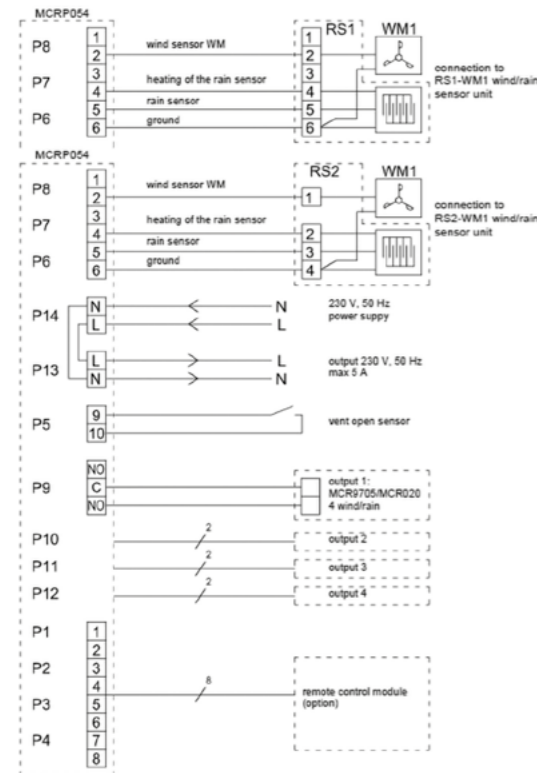 MCRP054
RS1 WM1
P8 1 wind sensor WM 1
2 2
connection to
RS1-WM1 wind/rain
sensor unit
P7 3 3
4 heating of the rain sensor 4
5 rain sensor 5
P6 6 ground 6
MCRP054
RS2 WM1
P8 1 wind sensor WM
2 1
connection to
RS2-WM1 wind/rain
sensor unit
P7 3
4 heating of the rain sensor 2
5 rain sensor 3
P6 6 ground 4
P14 N N 230 V, 50 Hz
L L power suppy
P13 L L output 230 V, 50 Hz
N N max 5 A
P5 9
10 vent open sensor
P9 NO
C output 1:
MCR9705/MCR020
NO 4 wind/rain
P10 2 output 2
P11 2 output 3
P12 2 output 4
P1 1
2
P2 3
4 8 remote control module
P3 5 (option)
6
P4 7
8